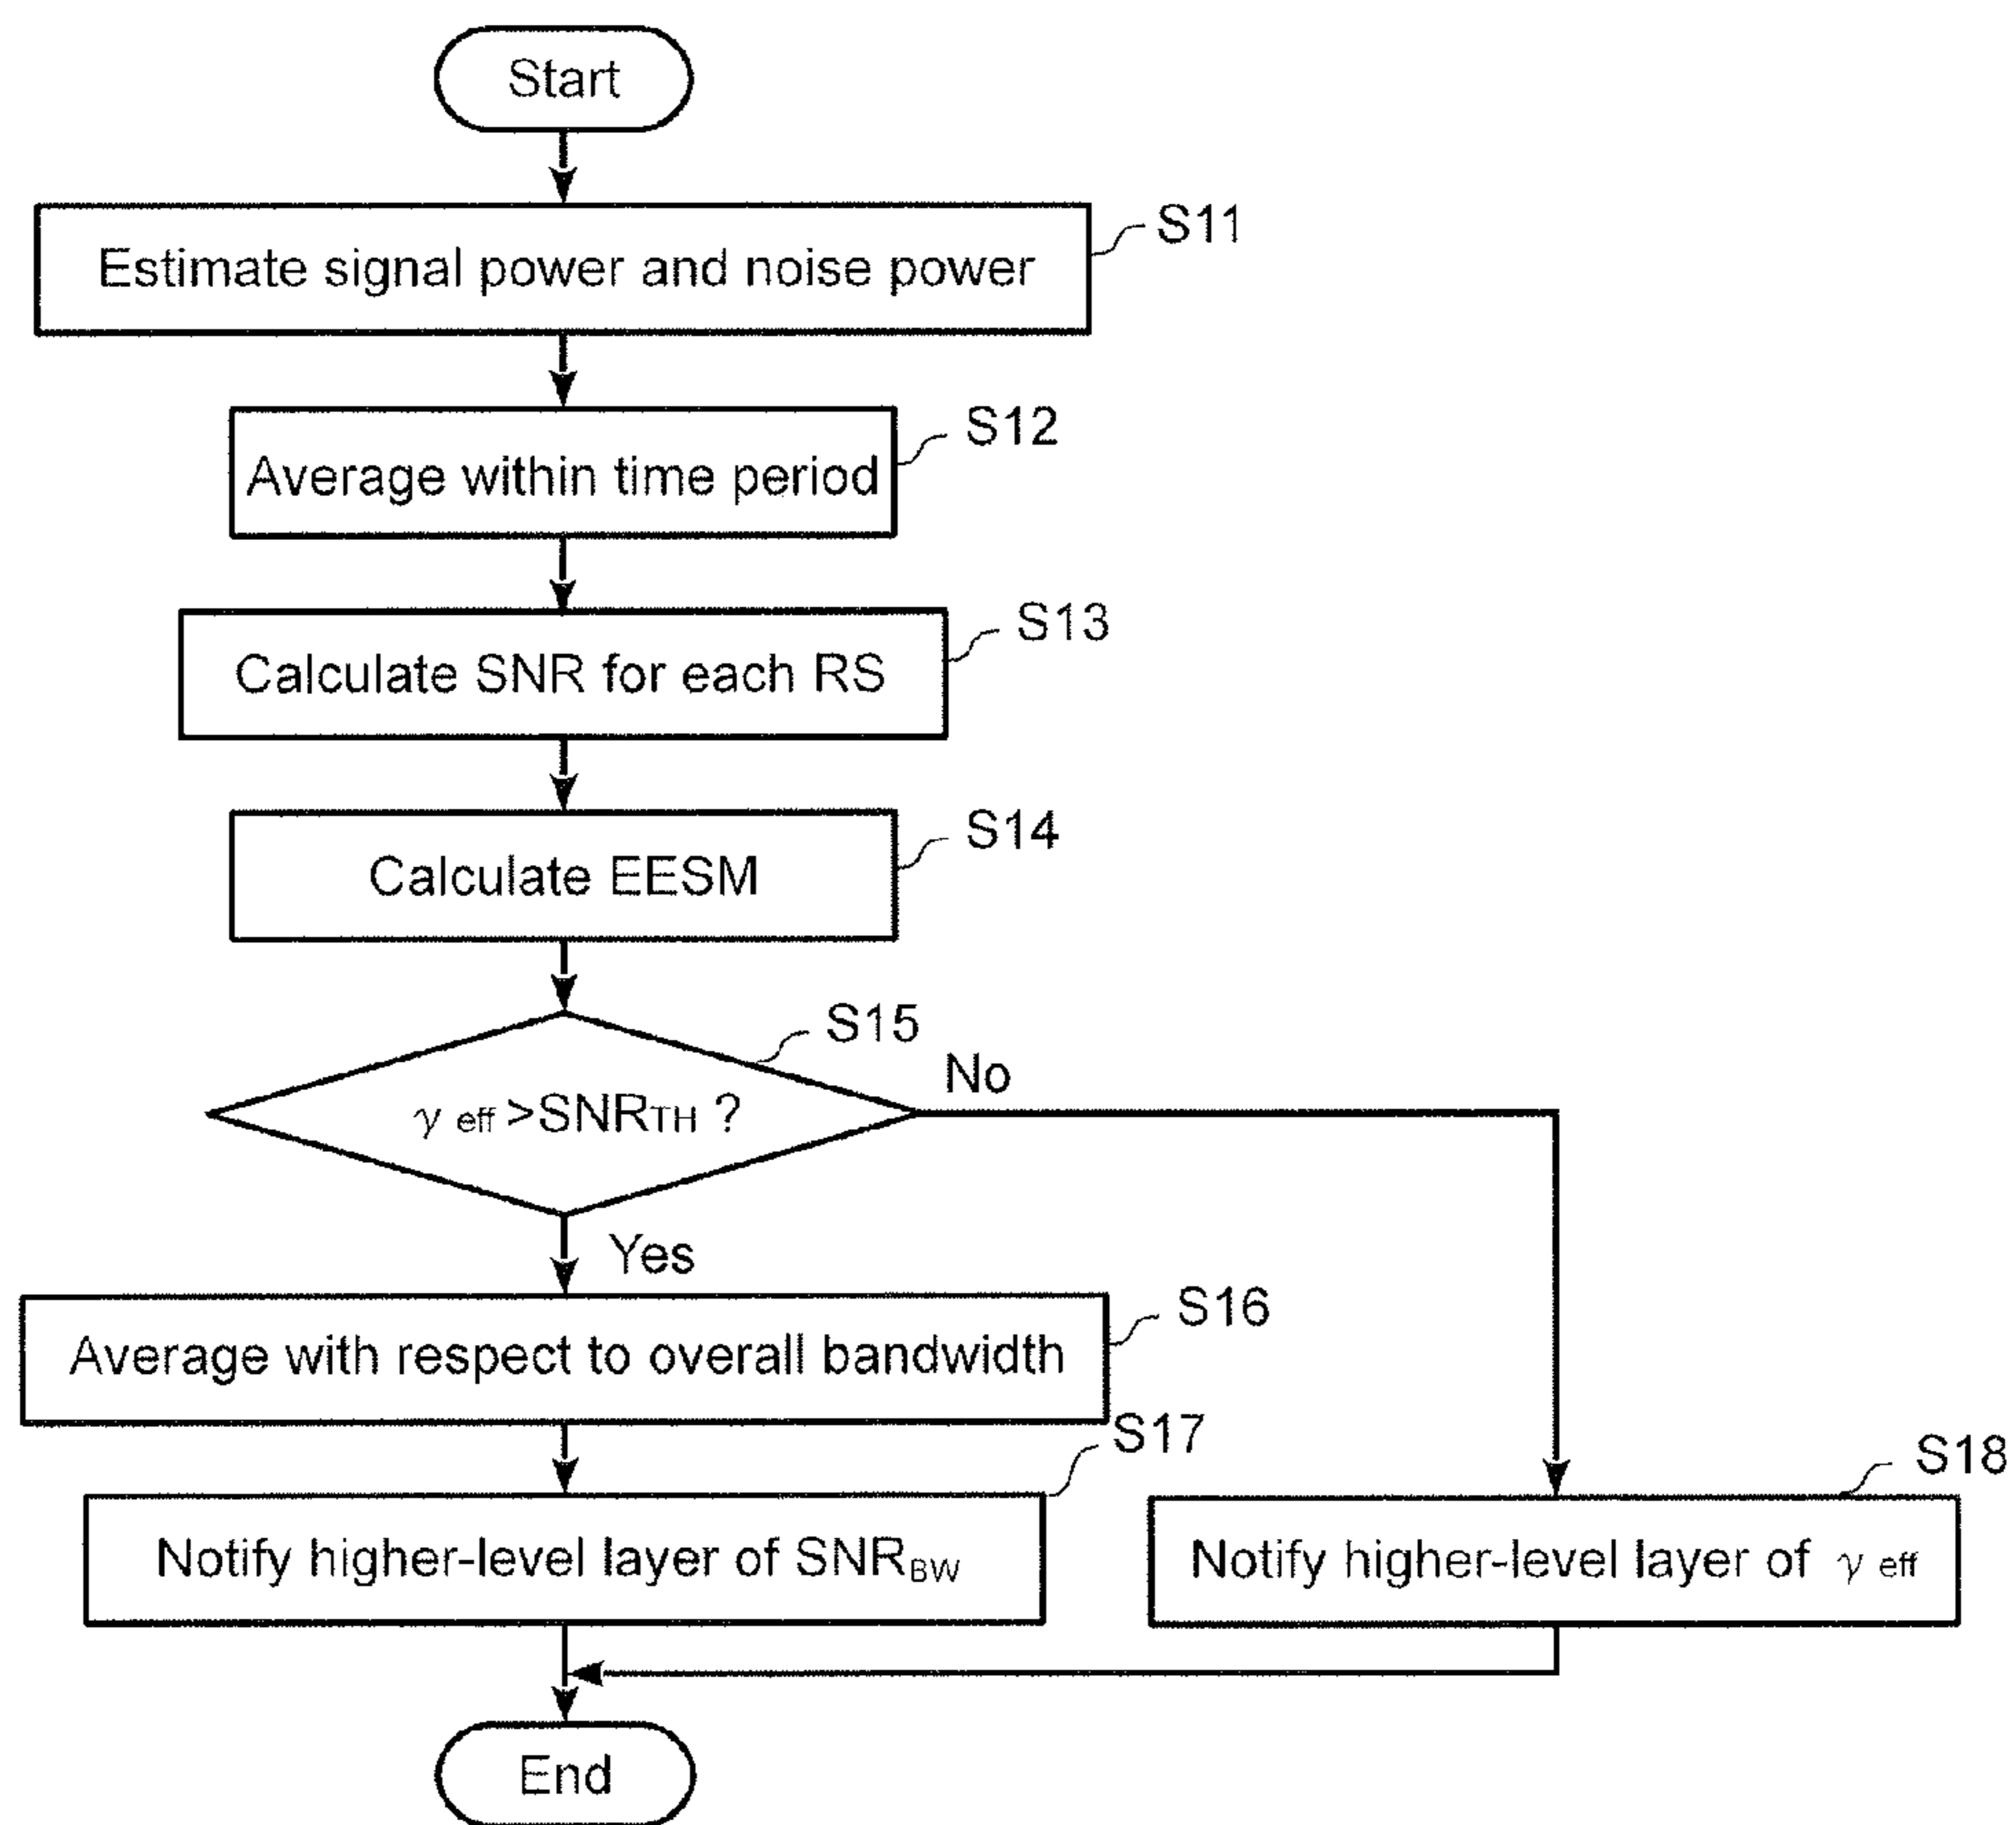 Start
Estimate signal power and noise power
S11
Average within time period
S12
Calculate SNR for each RS
S13
Calculate EESM
S14
γ eff >SNRTH ?
S15
No
Yes
Average with respect to overall bandwidth
S16
Notify higher-level layer of SNRBW
S17
Notify higher-level layer of γ eff
S18
End